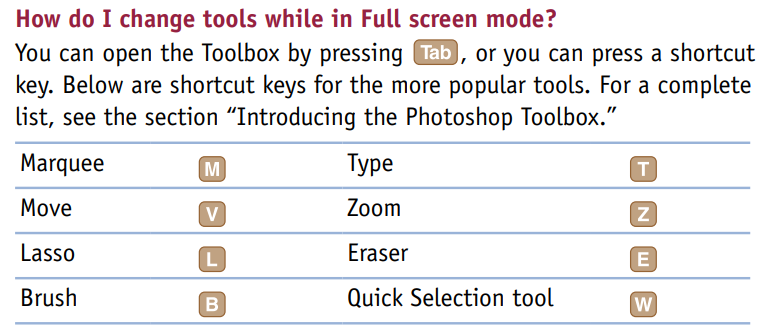 How do I change tools while in Full screen mode?
You can open the Toolbox by pressing Tab, or you can press a shortcut
key. Below are shortcut keys for the more popular tools. For a complete
list, see the section “Introducing the Photoshop Toolbox.”
Marquee M Type T
Move V Zoom Z
Lasso L Eraser E
Brush B Quick Selection tool W